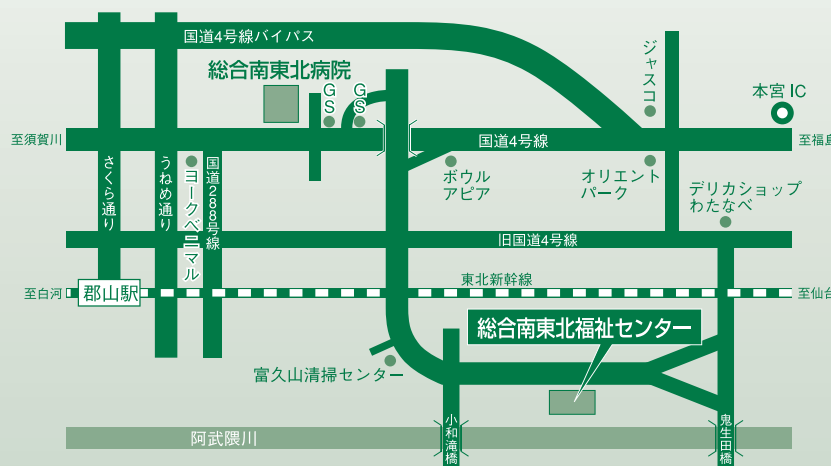 国道4号線バイパス
総合南東北病院
GS
GS
ジャスコ
本宮 IC
至須賀川
国道4号線
至福島
さくら通り
うねめ通り
ヨークベニマル
国道288号線
ボウル
アピア
オリエント
パーク
デリカショップ
わたなべ
旧国道4号線
東北新幹線
至白河
郡山駅
至仙台
総合南東北福祉センター
富久山清掃センター
小和滝橋
鬼生田橋
阿武隈川